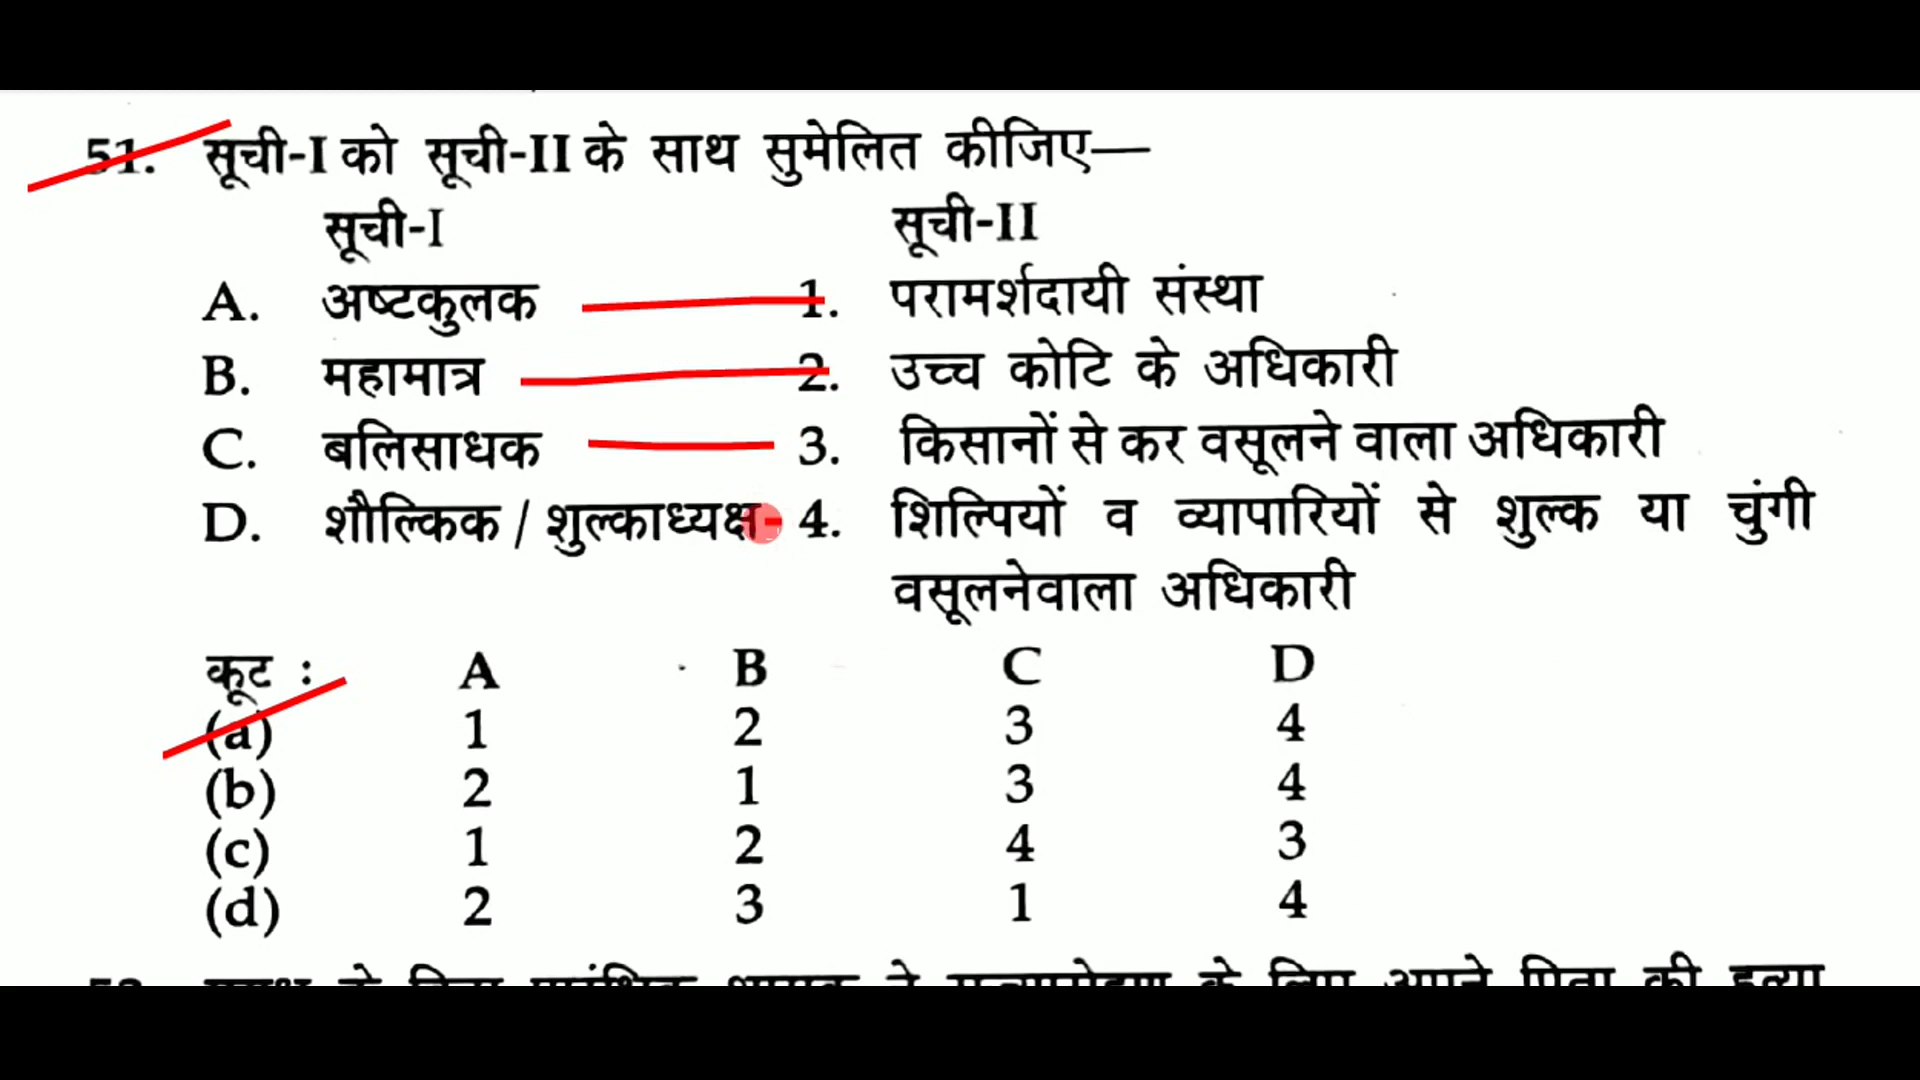 51. सूची-I को सूची-II के साथ सुमेलित कीजिए—
सूची-I सूची-II
A. अष्टकुलक 1. परामर्शदायी संस्था
B. महामात्र 2. उच्च कोटि के अधिकारी
C. बलिसाधक 3. किसानों से कर वसूलने वाला अधिकारी
D. शौल्किक / शुल्काध्यक्ष 4. शिल्पियों व व्यापारियों से शुल्क या चुंगी
वसूलनेवाला अधिकारी
कूट : A B C D
(a) 1 2 3 4
(b) 2 1 3 4
(c) 1 2 4 3
(d) 2 3 1 4